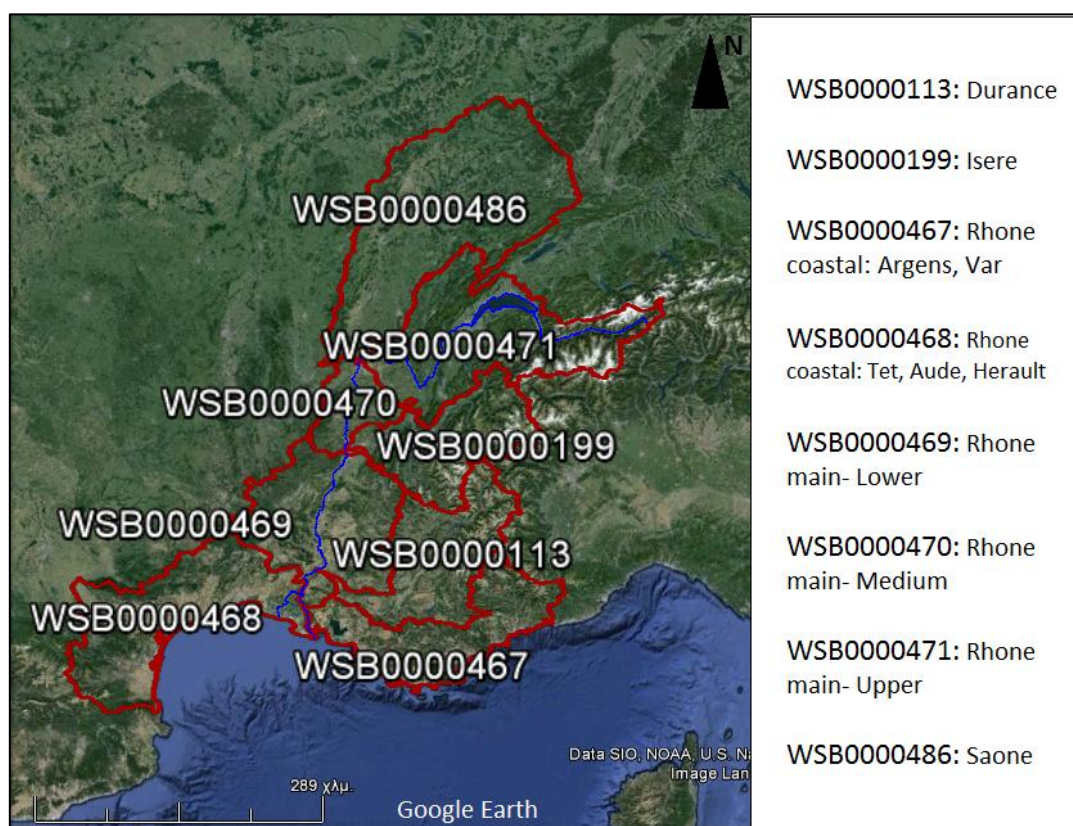 N
WSB0000486
WSB0000471
WSB0000470
WSB0000199
WSB0000469
WSB0000113
WSB0000468
WSB0000467
Data SIO, NOAA, U.S. Na
Image Lan
289 χλμ.
Google Earth
WSB0000113: Durance
WSB0000199: Isere
WSB0000467: Rhone
coastal: Argens, Var
WSB0000468: Rhone
coastal: Tet, Aude, Herault
WSB0000469: Rhone
main- Lower
WSB0000470: Rhone
main- Medium
WSB0000471: Rhone
main- Upper
WSB0000486: Saone